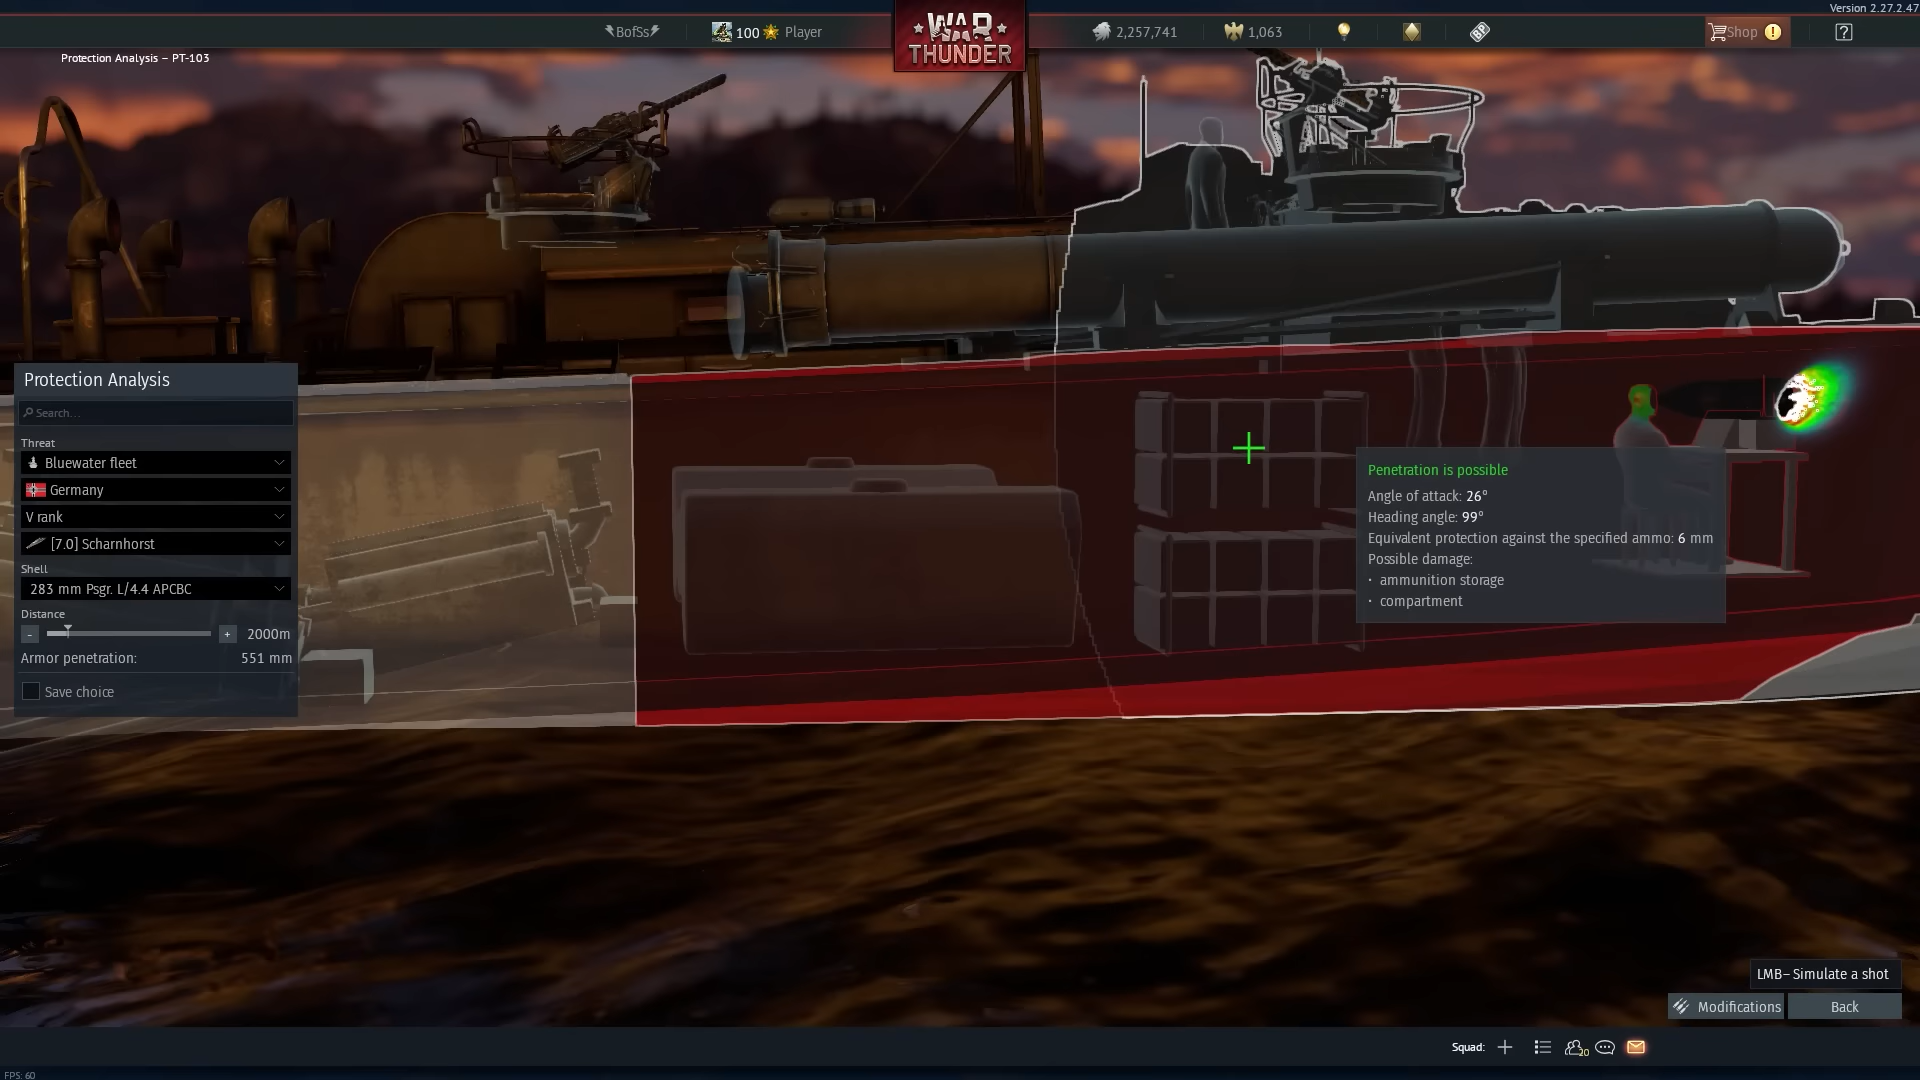 Version 2.27.2.47
BofSs
100 Player
WAR THUNDER
2,257,741
1,063
Shop
Protection Analysis – PT-103
Protection Analysis
Search...
Threat
Bluewater fleet
Germany
V rank
[7.0] Scharnhorst
Shell
283 mm Psgr. L/4.4 APCBC
Distance
- + 2000m
Armor penetration: 551 mm
Save choice
Penetration is possible
Angle of attack: 26°
Heading angle: 99°
Equivalent protection against the specified ammo: 6 mm
Possible damage:
· ammunition storage
· compartment
LMB– Simulate a shot
Modifications
Back
Squad:
20
FPS: 60